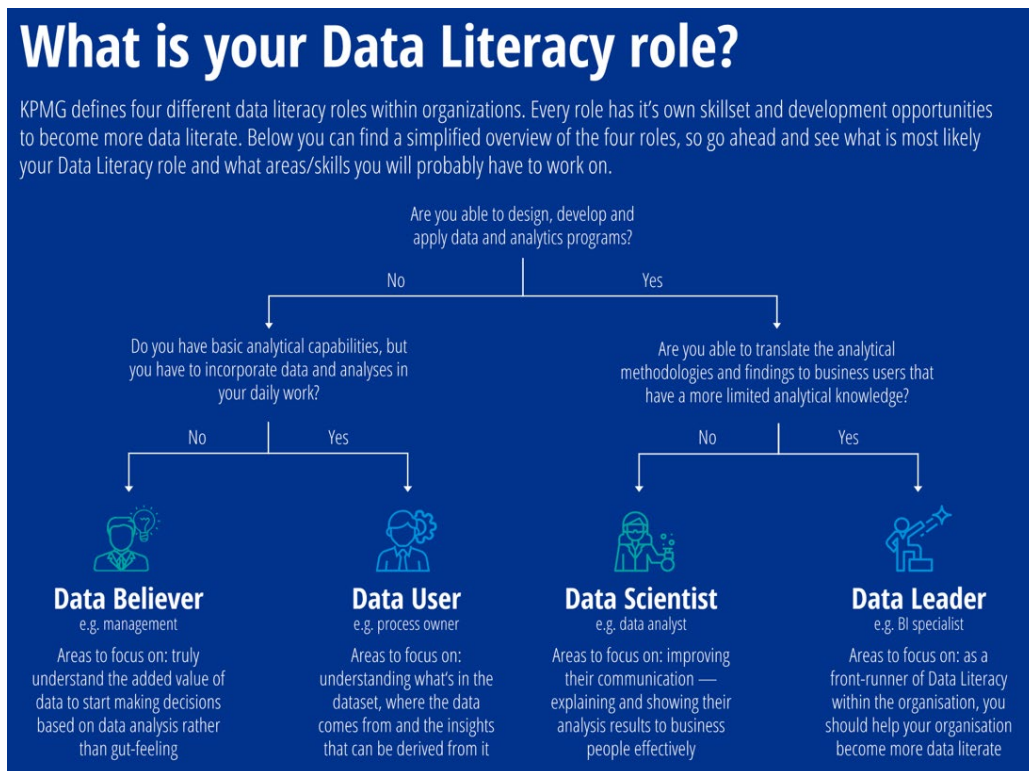 What is your Data Literacy role?
KPMG defines four different data literacy roles within organizations. Every role has it's own skillset and development opportunities
to become more data literate. Below you can find a simplified overview of the four roles, so go ahead and see what is most likely
your Data Literacy role and what areas/skills you will probably have to work on.
Are you able to design, develop and
apply data and analytics programs?
No
Yes
Do you have basic analytical capabilities, but
you have to incorporate data and analyses in
your daily work?
Are you able to translate the analytical
methodologies and findings to business users that
have a more limited analytical knowledge?
No
Yes
No
Yes
Data Believer
e.g. management
Areas to focus on: truly
understand the added value of
data to start making decisions
based on data analysis rather
than gut-feeling
Data User
e.g. process owner
Areas to focus on:
understanding what's in the
dataset, where the data
comes from and the insights
that can be derived from it
Data Scientist
e.g. data analyst
Areas to focus on: improving
their communication —
explaining and showing their
analysis results to business
people effectively
Data Leader
e.g. BI specialist
Areas to focus on: as a
front-runner of Data Literacy
within the organisation, you
should help your organisation
become more data literate